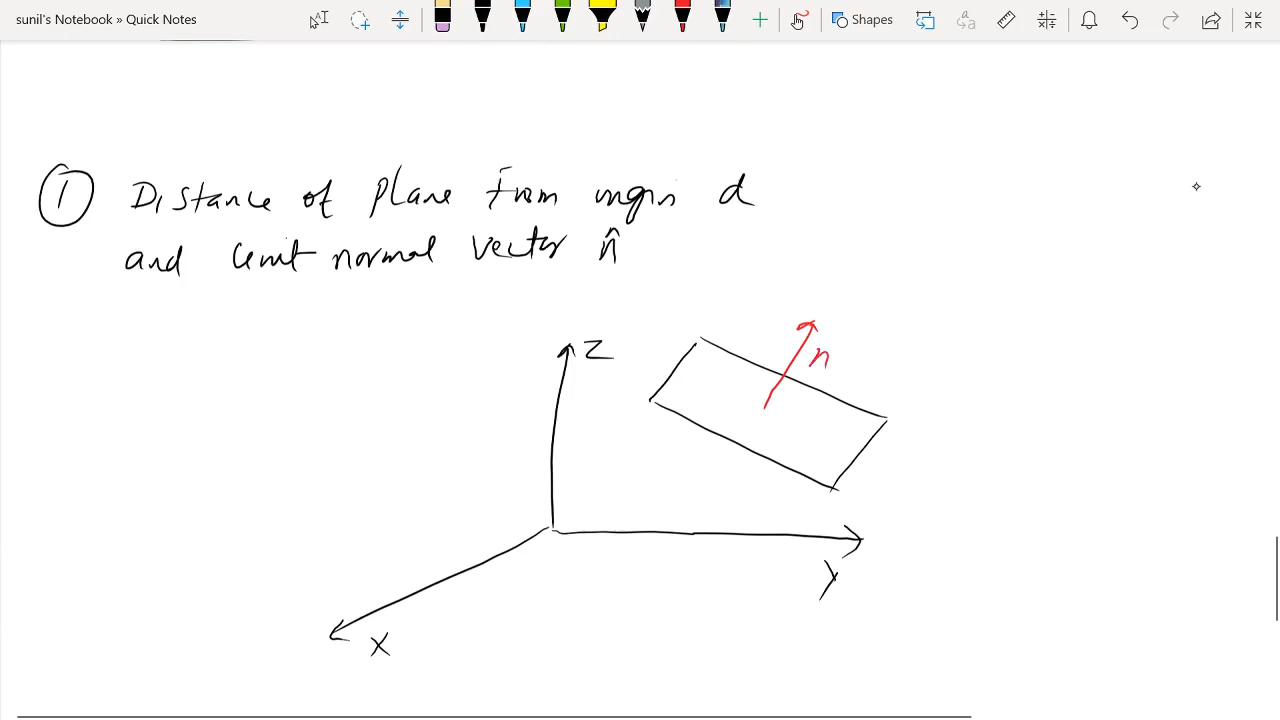 sunil's Notebook » Quick Notes
Shapes
① Distance of plane from origin d
and unit normal vector n̂
n
Z
Y
X